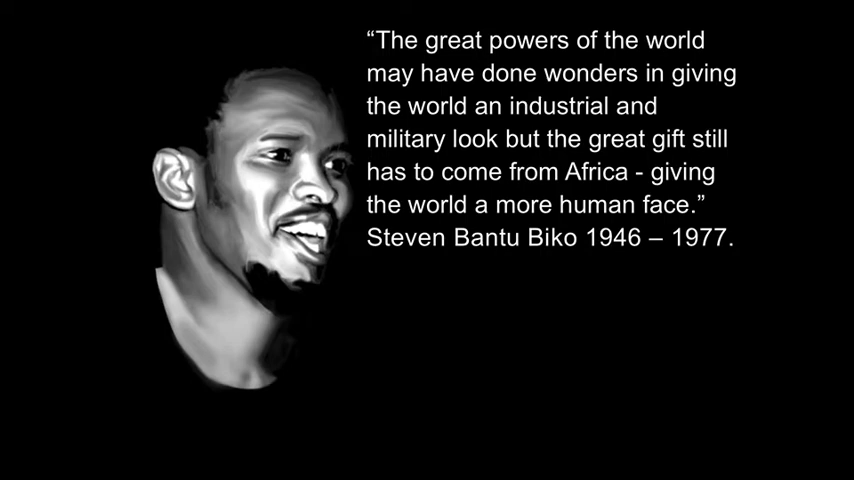 “The great powers of the world
may have done wonders in giving
the world an industrial and
military look but the great gift still
has to come from Africa - giving
the world a more human face.”
Steven Bantu Biko 1946 – 1977.